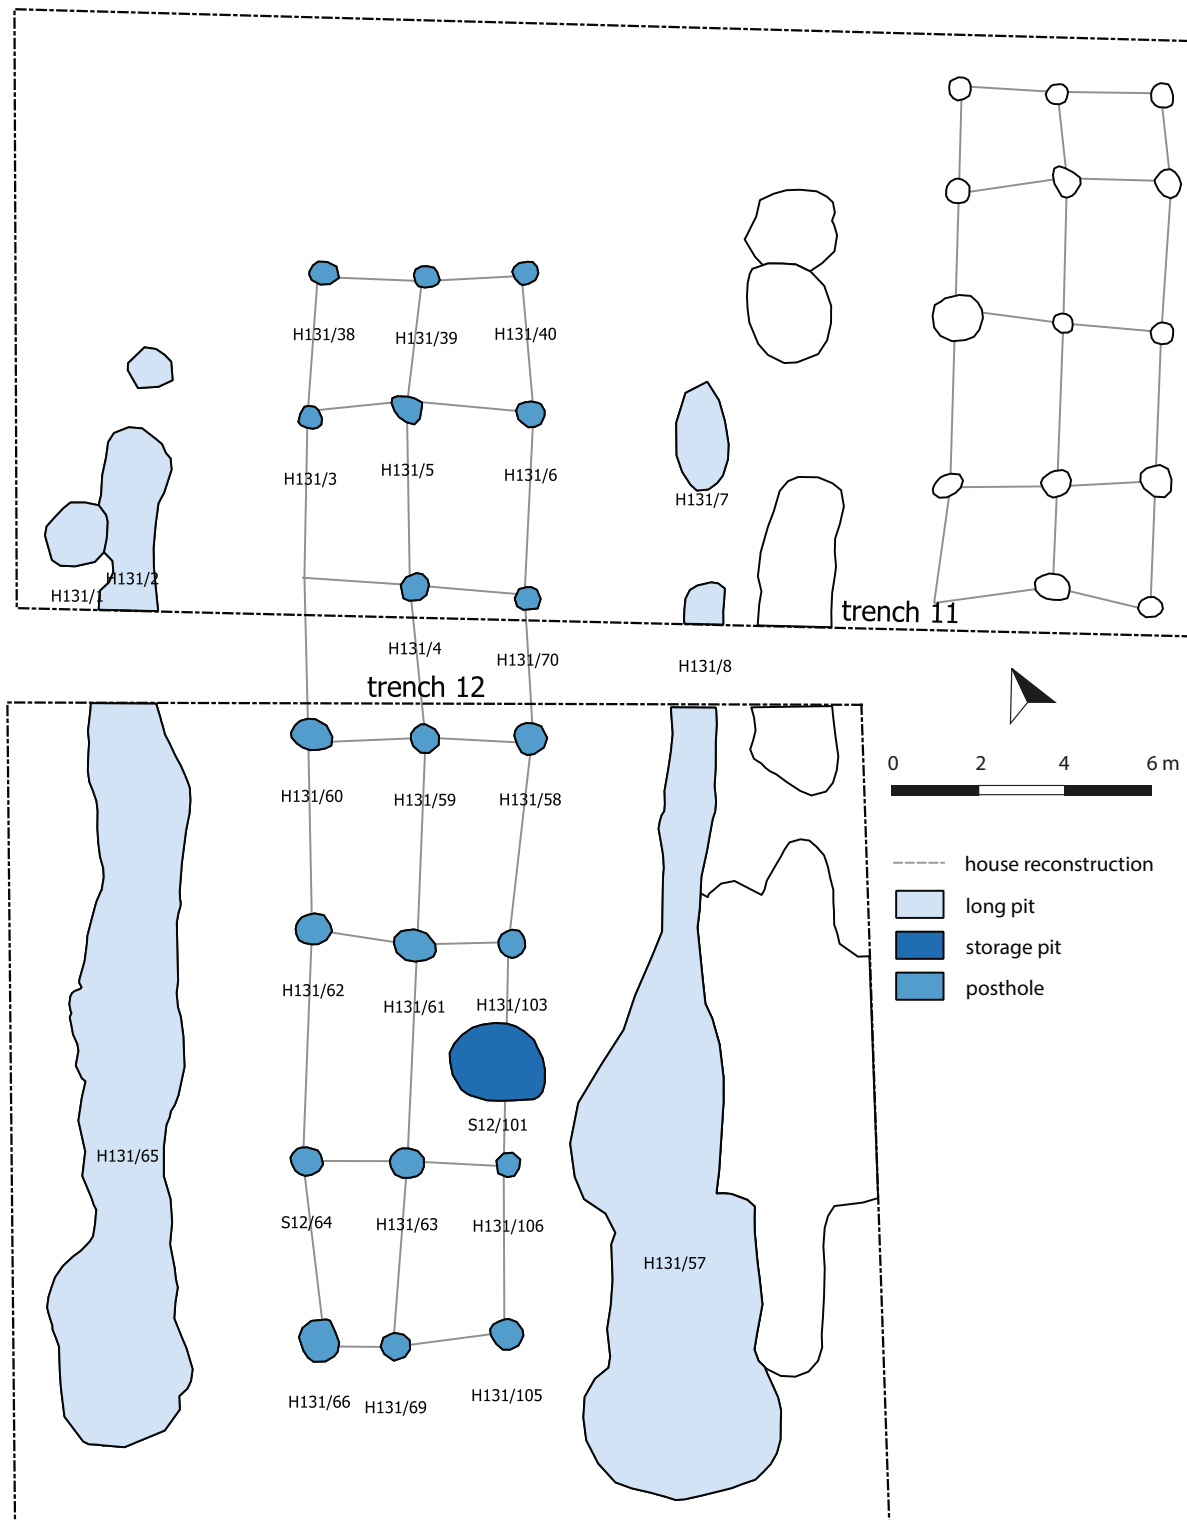 H131/38
H131/39
H131/40
H131/3
H131/5
H131/6
H131/7
H131/2
H131/1
trench 11
H131/4
H131/70
H131/8
trench 12
H131/60
H131/59
H131/58
0 2 4 6 m
house reconstruction
long pit
storage pit
posthole
H131/62
H131/61
H131/103
S12/101
H131/65
S12/64
H131/63
H131/106
H131/57
H131/66
H131/69
H131/105